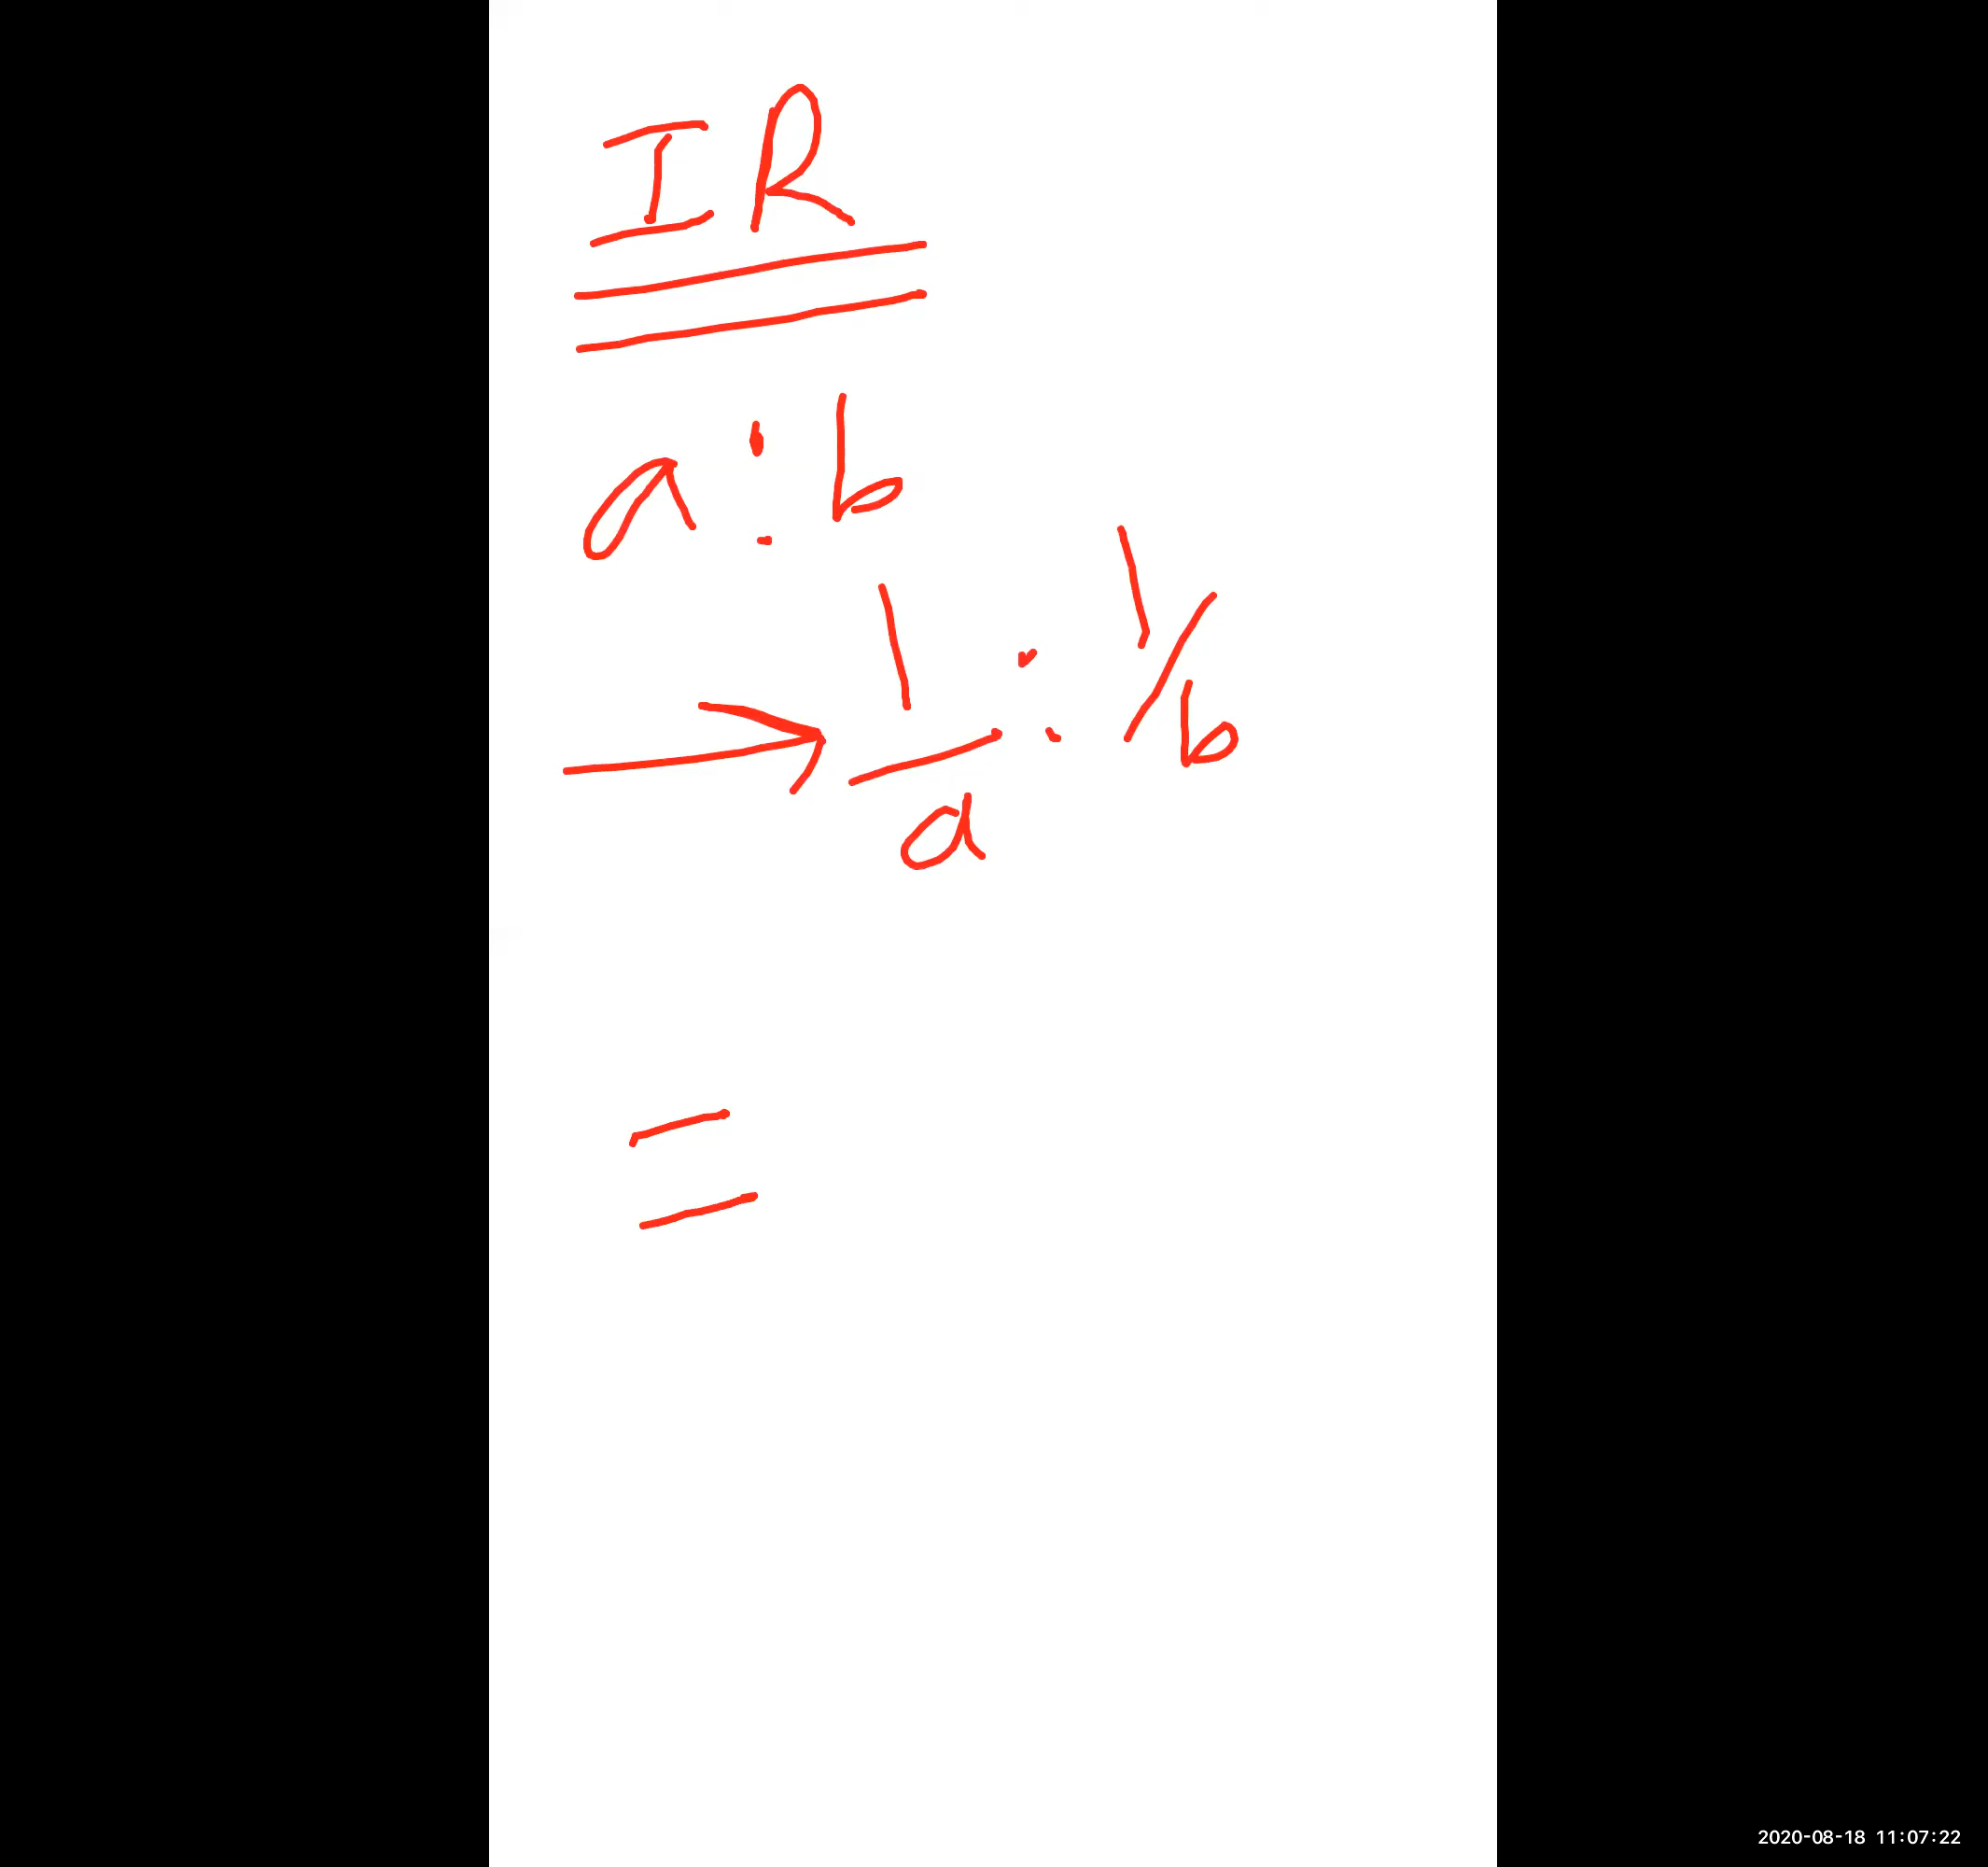 IR
a : b
→ 1/a : 1/b
=
2020-08-18 11:07:22